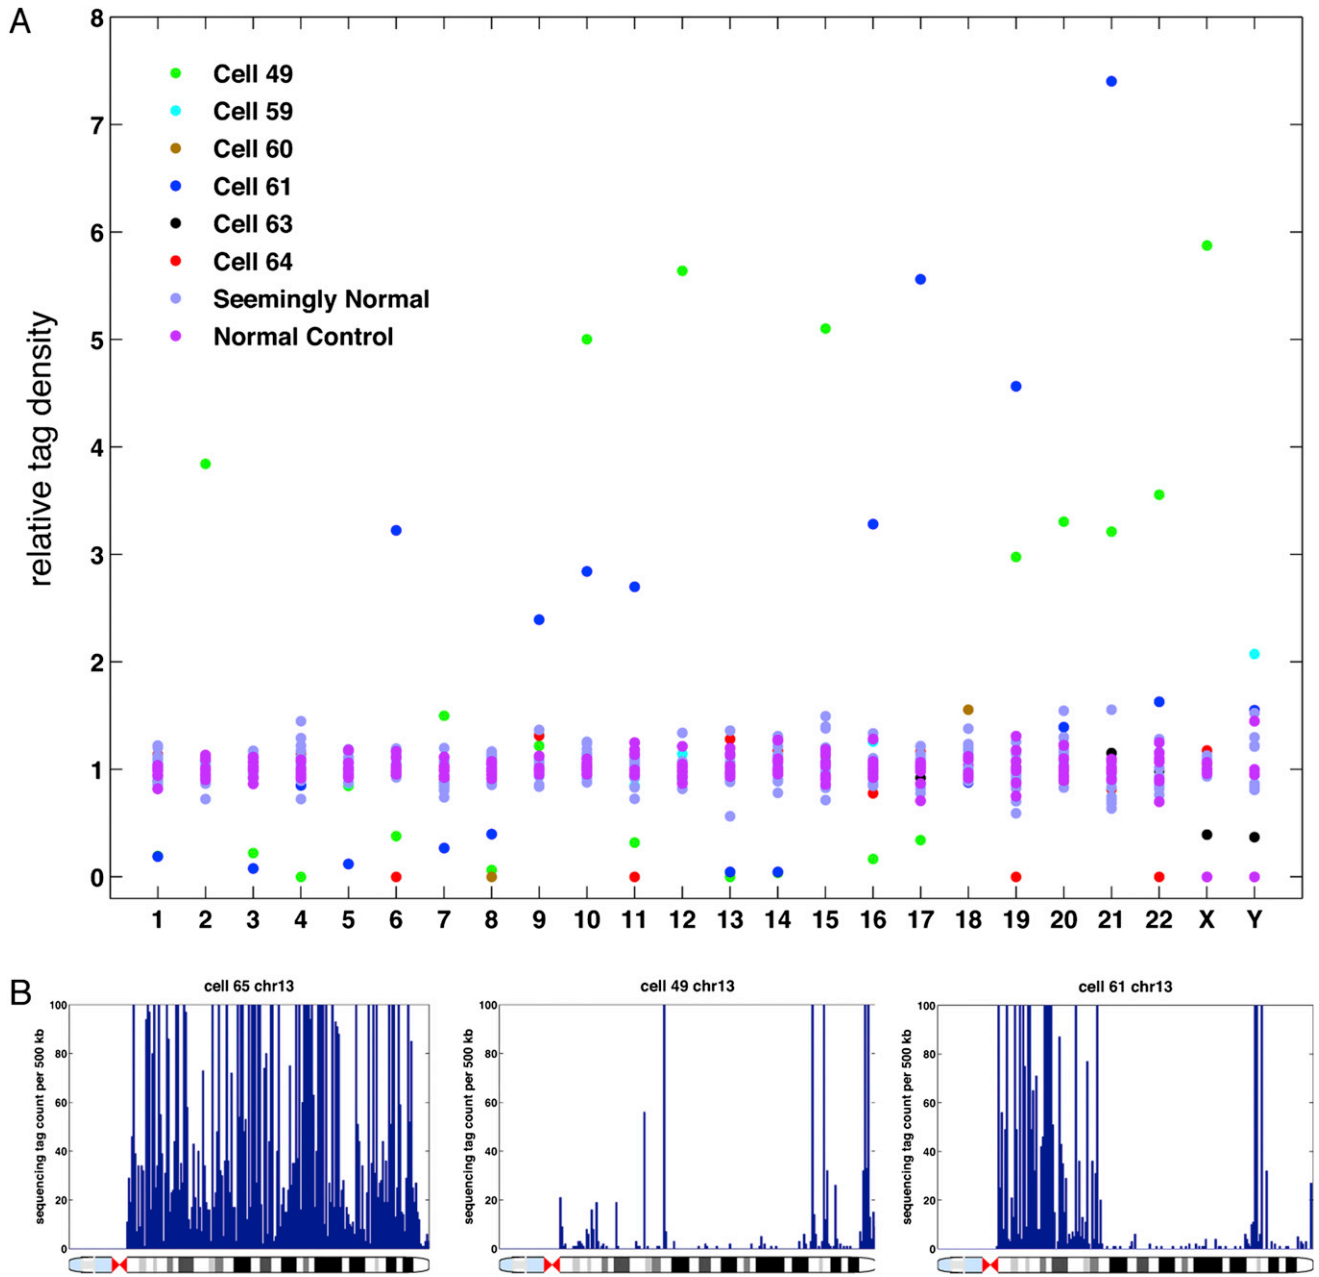 A
8
7
6
5
4
3
2
1
0
relative tag density
Cell 49
Cell 59
Cell 60
Cell 61
Cell 63
Cell 64
Seemingly Normal
Normal Control
1 2 3 4 5 6 7 8 9 10 11 12 13 14 15 16 17 18 19 20 21 22 X Y
B
cell 65 chr13
sequencing tag count per 500 kb
100
80
60
40
20
0
cell 49 chr13
sequencing tag count per 500 kb
100
80
60
40
20
0
cell 61 chr13
sequencing tag count per 500 kb
100
80
60
40
20
0